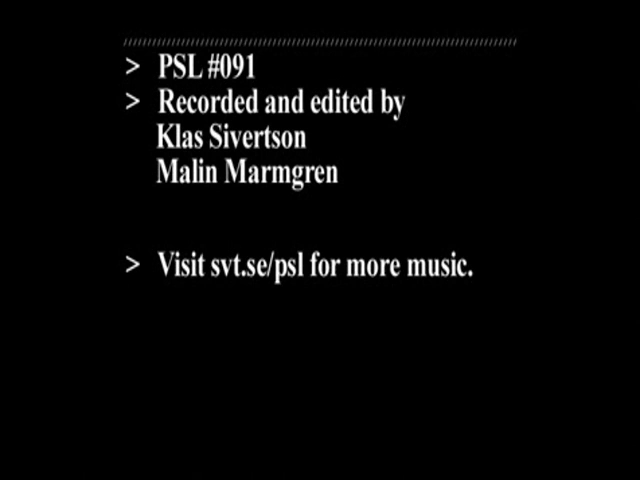 > PSL #091
> Recorded and edited by
Klas Sivertson
Malin Marmgren
> Visit svt.se/psl for more music.